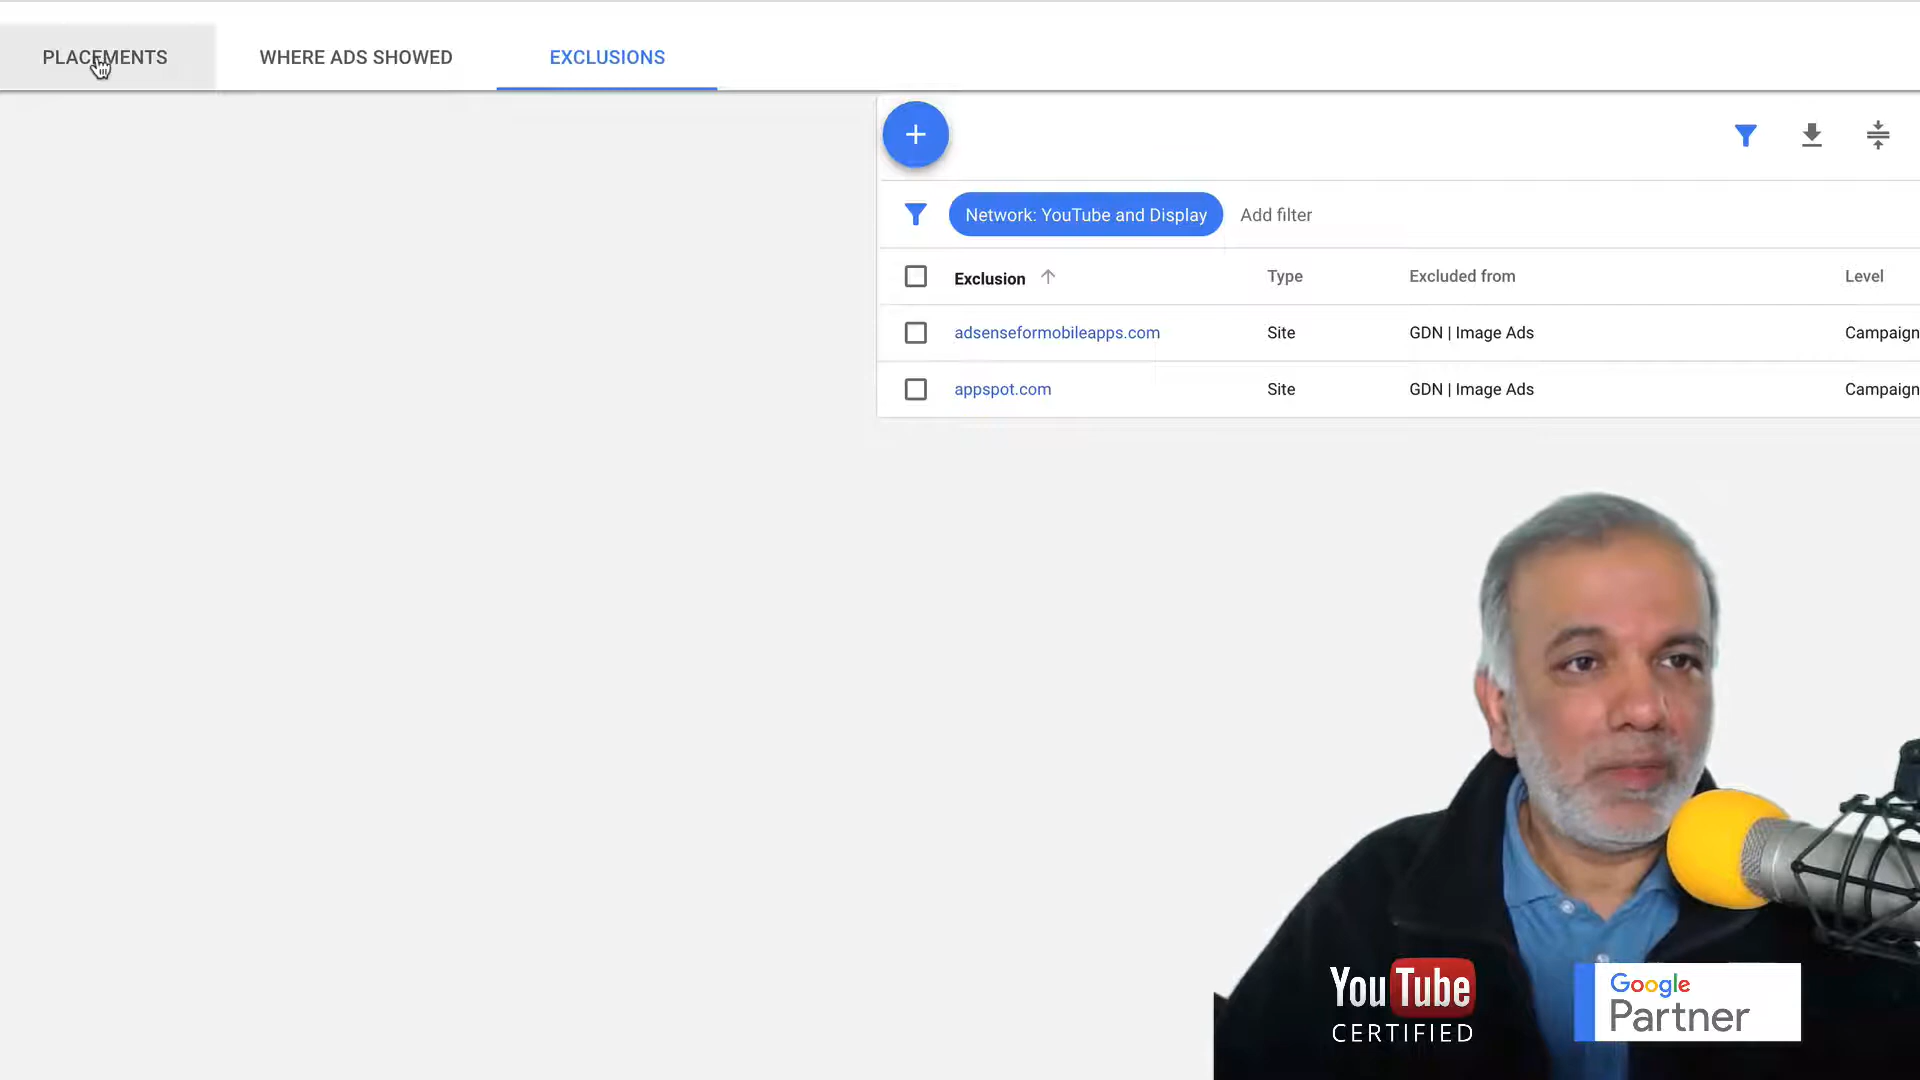 PLACEMENTS WHERE ADS SHOWED EXCLUSIONS
Network: YouTube and Display Add filter
Exclusion Type Excluded from Level
adsenseformobileapps.com Site GDN | Image Ads Campaign
appspot.com Site GDN | Image Ads Campaign
YouTube
CERTIFIED
Google
Partner